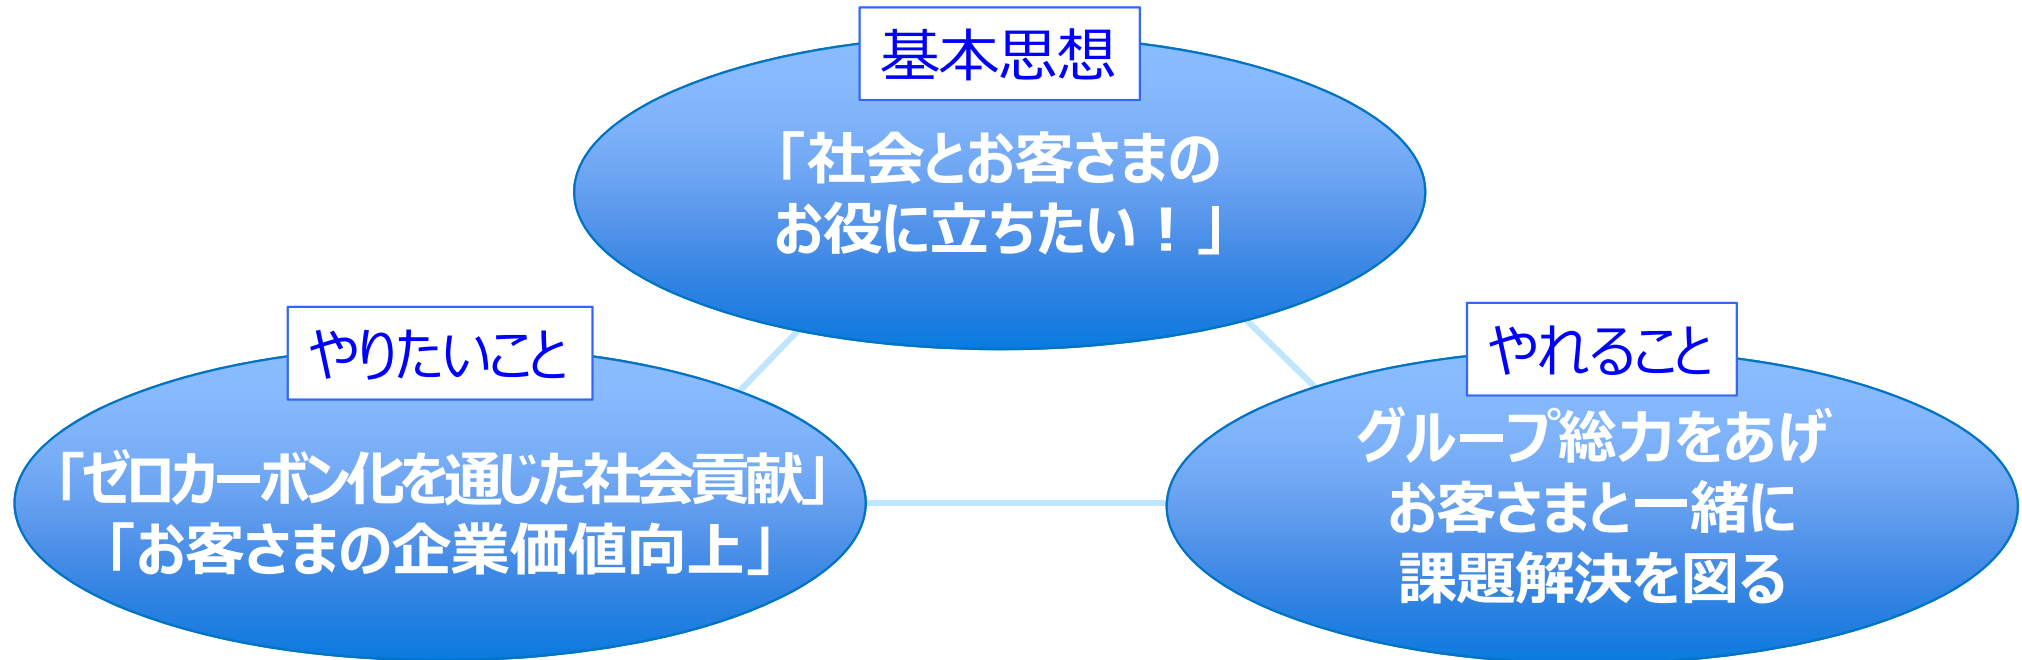 基本思想
「社会とお客さまの
お役に立ちたい！」
やりたいこと
「ゼロカーボン化を通じた社会貢献」
「お客さまの企業価値向上」
やれること
グループ総力をあげ
お客さまと一緒に
課題解決を図る